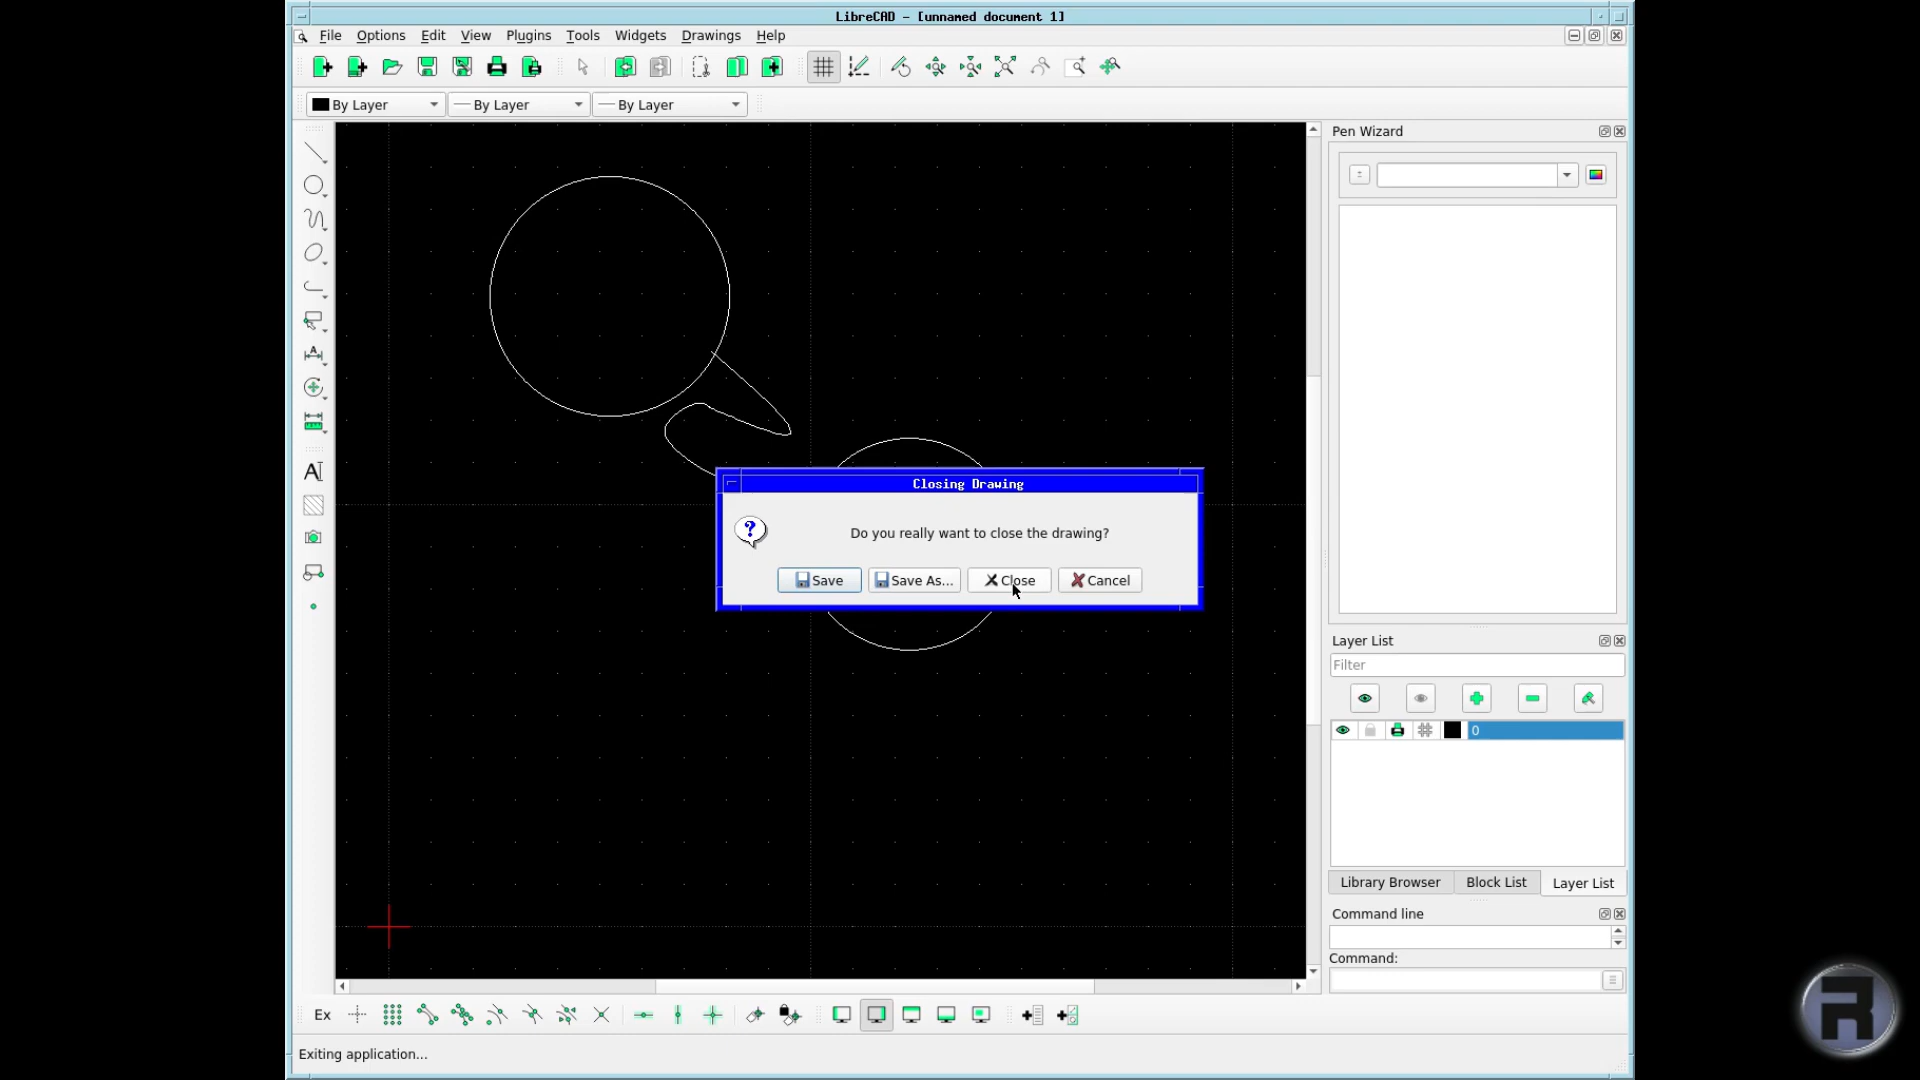 LibreCAD - [unnamed document 1]
File Options Edit View Plugins Tools Widgets Drawings Help
By Layer By Layer By Layer
Pen Wizard
Closing Drawing
Do you really want to close the drawing?
Save Save As... Close Cancel
A
Layer List
Filter
0
Library Browser Block List Layer List
Command line
Command:
Ex
Exiting application...
R